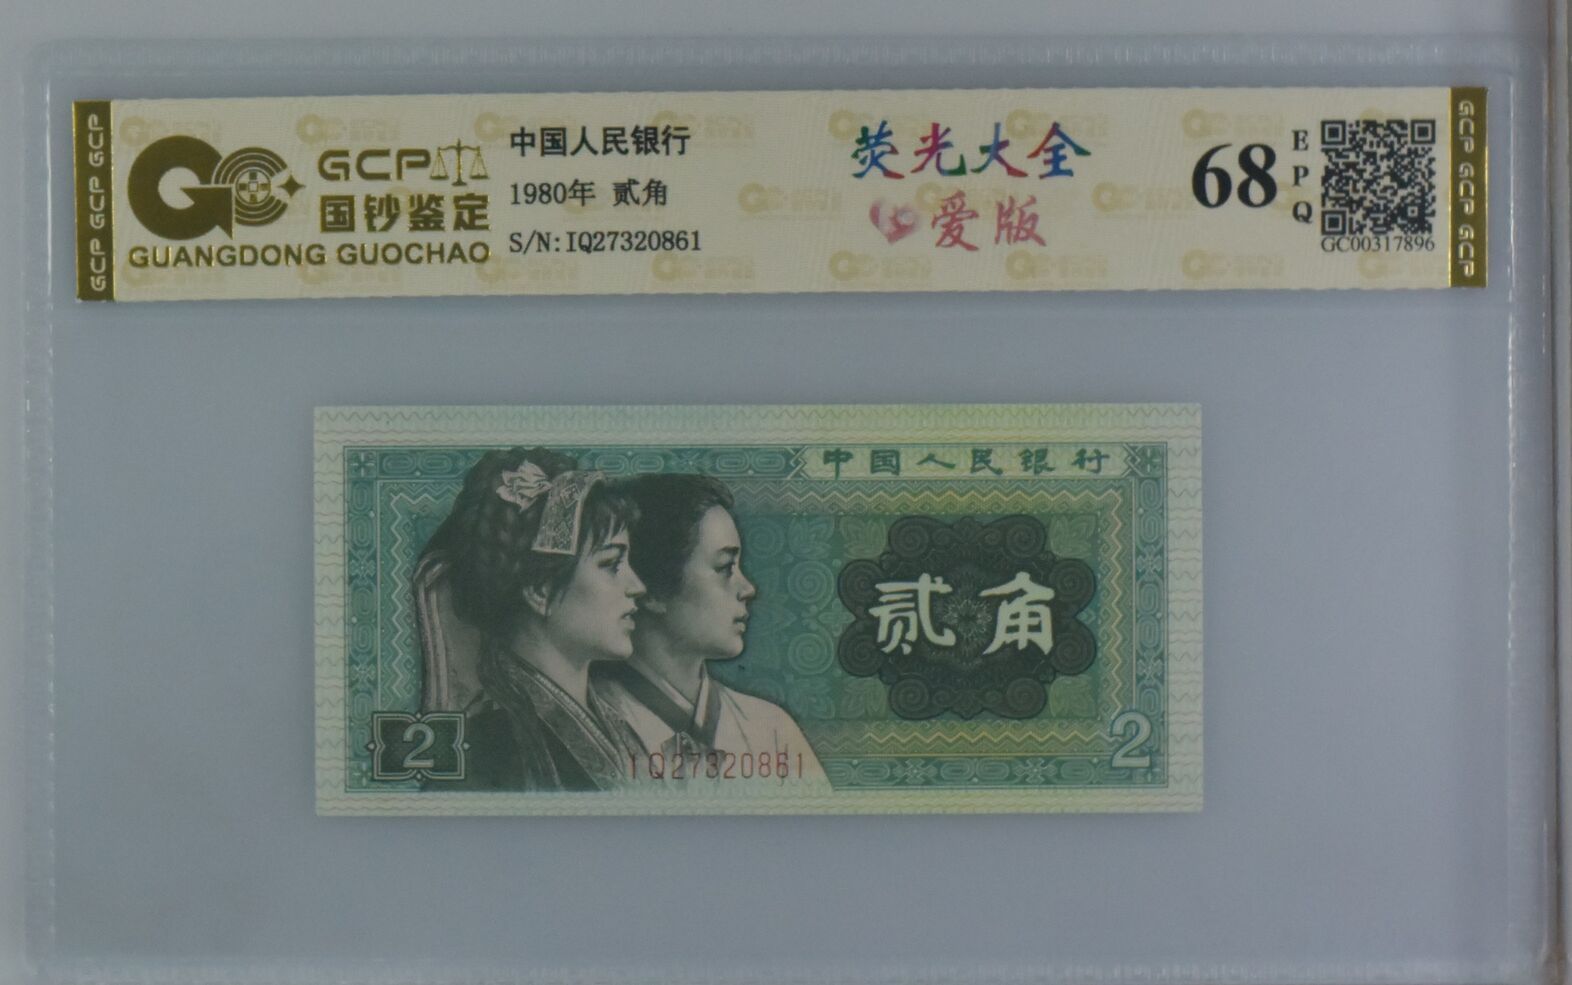 GCP GCP GCP
GCP
国钞鉴定
GUANGDONG GUOCHAO
中国人民银行
1980年 贰角
S/N:IQ27320861
荧光大全
爱版
68
EPQ
GC00317896
GCP GCP GCP
中国人民银行
贰角
2
IQ27320861
2